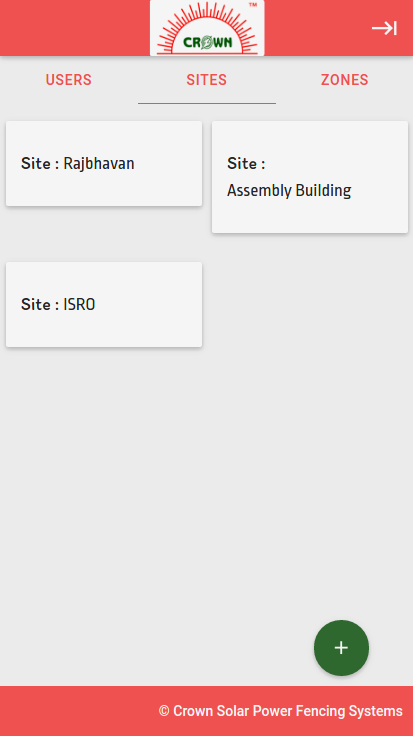 TM
CROWN
USERS SITES ZONES
Site : Rajbhavan
Site :
Assembly Building
Site : ISRO
+
© Crown Solar Power Fencing Systems